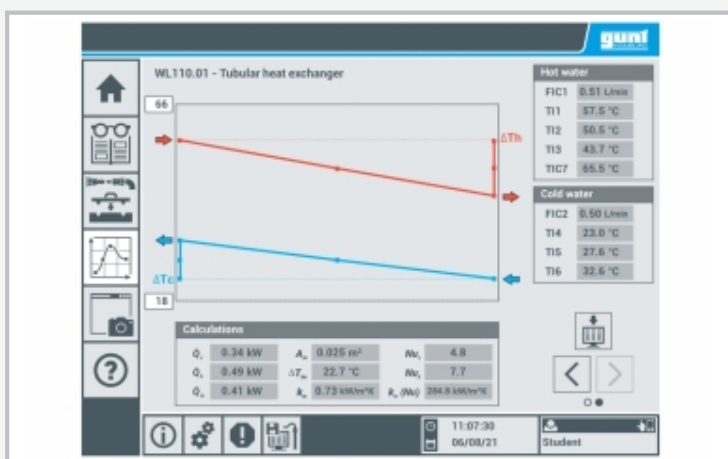 gunt
WL110.01 - Tubular heat exchanger
66
ΔTh
ΔTc
18
Hot water
FIC1 0.51 L/min
TI1 57.5 °C
TI2 50.5 °C
TI3 43.7 °C
TIC7 65.5 °C
Cold water
FIC2 0.50 L/min
TI4 23.0 °C
TI5 27.6 °C
TI6 32.6 °C
Calculations
0.34 kW 0.025 m² 4.8
0.49 kW 22.7 °C 7.7
0.41 kW 0.73 kW/m²K 284.8 kW/m²K
11:07:30
06/08/21
Student